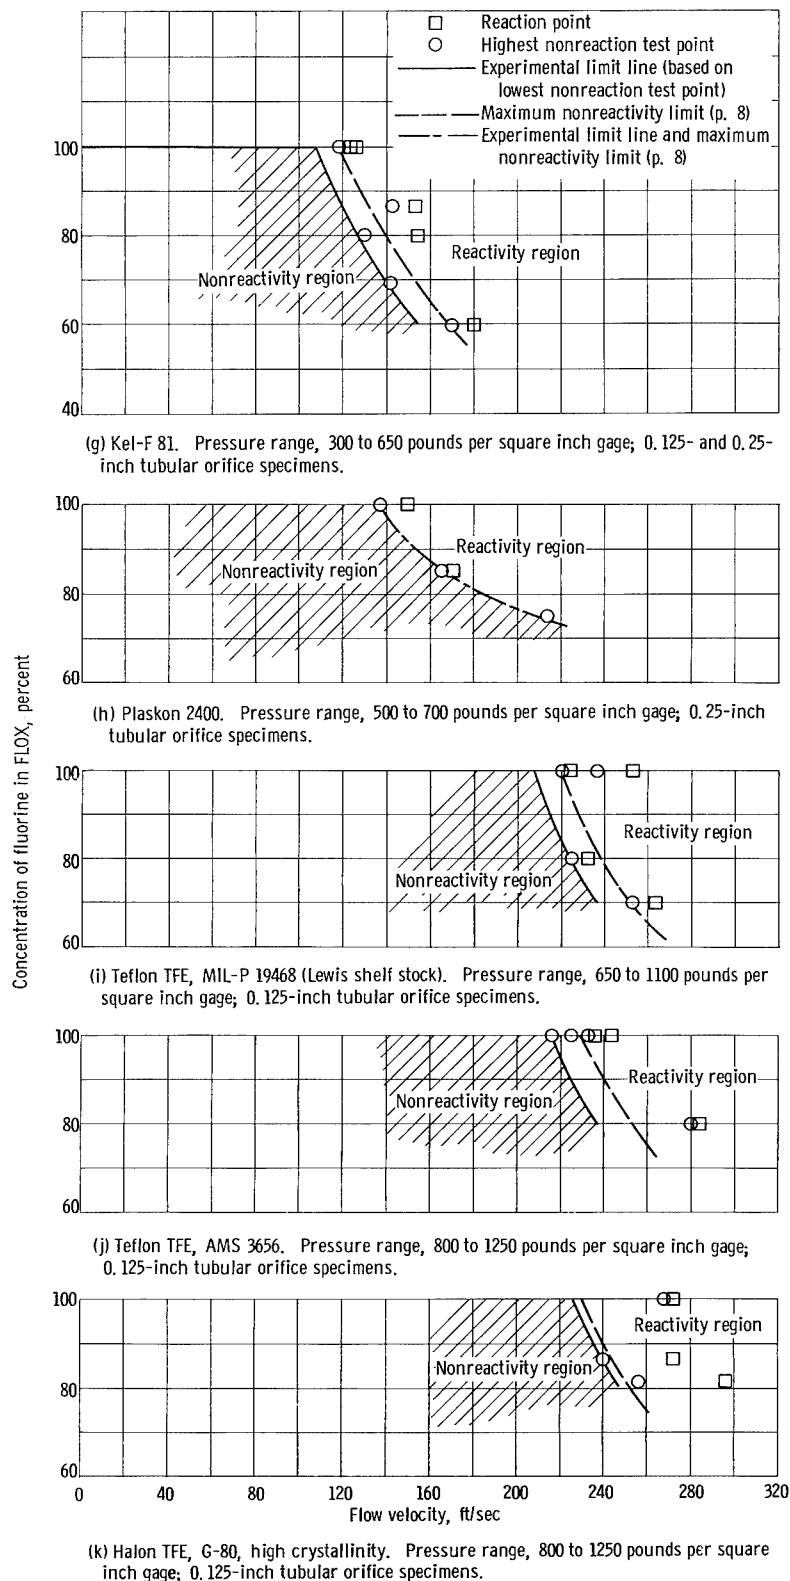 Reaction point
Highest nonreaction test point
Experimental limit line (based on
lowest nonreaction test point)
Maximum nonreactivity limit (p. 8)
Experimental limit line and maximum
nonreactivity limit (p. 8)
100
80
60
40
Reactivity region
Nonreactivity region
(g) Kel-F 81. Pressure range, 300 to 650 pounds per square inch gage; 0.125- and 0.25-
inch tubular orifice specimens.
100
80
60
Reactivity region
Nonreactivity region
(h) Plaskon 2400. Pressure range, 500 to 700 pounds per square inch gage; 0.25-inch
tubular orifice specimens.
Concentration of fluorine in FLOX, percent
100
80
60
Reactivity region
Nonreactivity region
(i) Teflon TFE, MIL-P 19468 (Lewis shelf stock). Pressure range, 650 to 1100 pounds per
square inch gage; 0.125-inch tubular orifice specimens.
100
80
60
Reactivity region
Nonreactivity region
(j) Teflon TFE, AMS 3656. Pressure range, 800 to 1250 pounds per square inch gage;
0.125-inch tubular orifice specimens.
100
80
60
Reactivity region
Nonreactivity region
0 40 80 120 160 200 240 280 320
Flow velocity, ft/sec
(k) Halon TFE, G-80, high crystallinity. Pressure range, 800 to 1250 pounds per square
inch gage; 0.125-inch tubular orifice specimens.